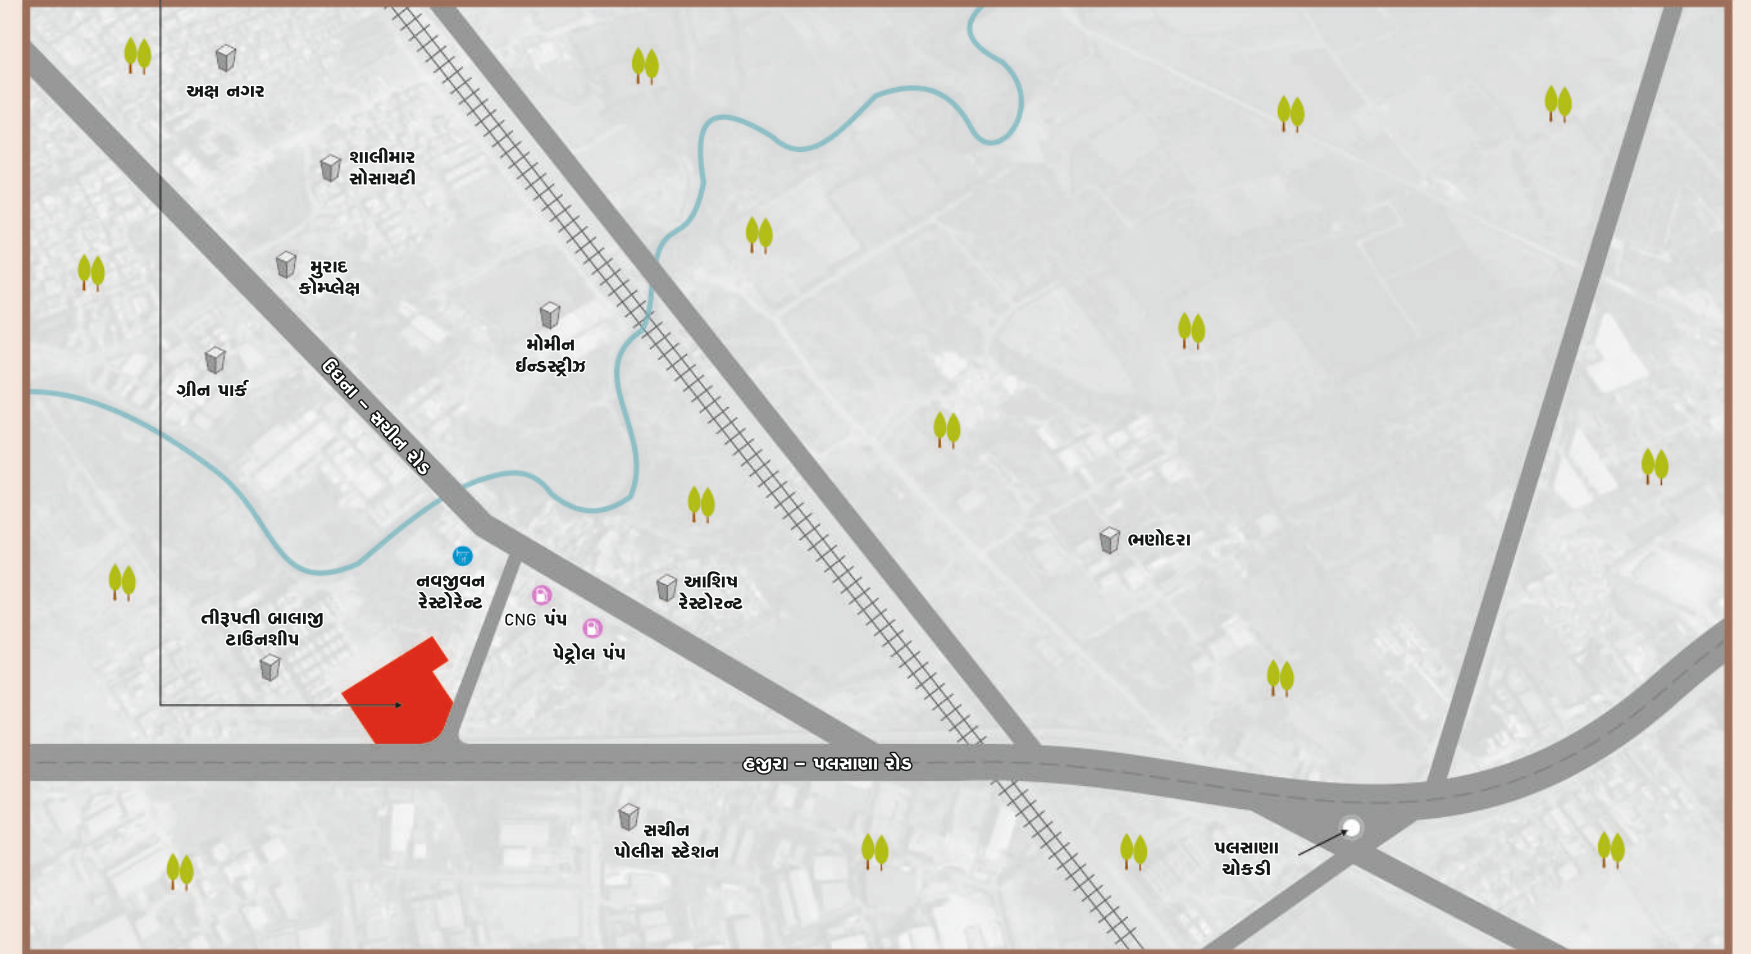 અક્ષ નગર
શાલીમાર
સોસાયટી
મુરાદ
કોમ્પ્લેક્ષ
મોમીન
ઈન્ડસ્ટ્રીઝ
ગ્રીન પાર્ક
ઉધના – સચીન રોડ
ભણોદરા
નવજીવન
રેસ્ટોરેન્ટ
CNG પંપ
પેટ્રોલ પંપ
આશિષ
રેસ્ટોરન્ટ
તીરૂપતી બાલાજી
ટાઉનશીપ
હજીરા – પલસાણા રોડ
સચીન
પોલીસ સ્ટેશન
પલસાણા
ચોકડી